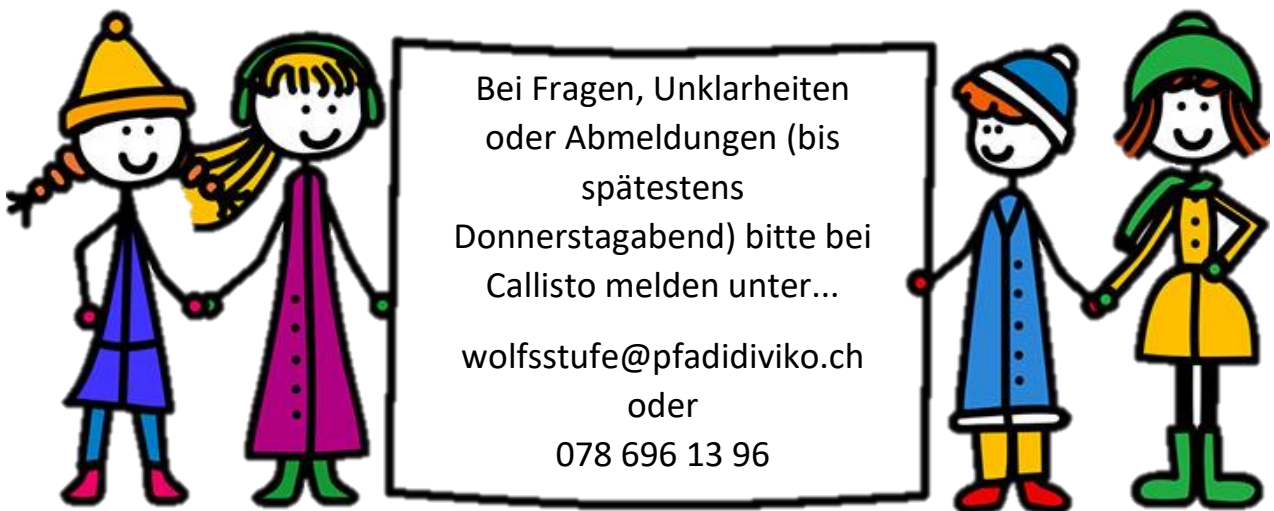 Bei Fragen, Unklarheiten
oder Abmeldungen (bis
spätestens
Donnerstagabend) bitte bei
Callisto melden unter...
wolfsstufe@pfadidiviko.ch
oder
078 696 13 96